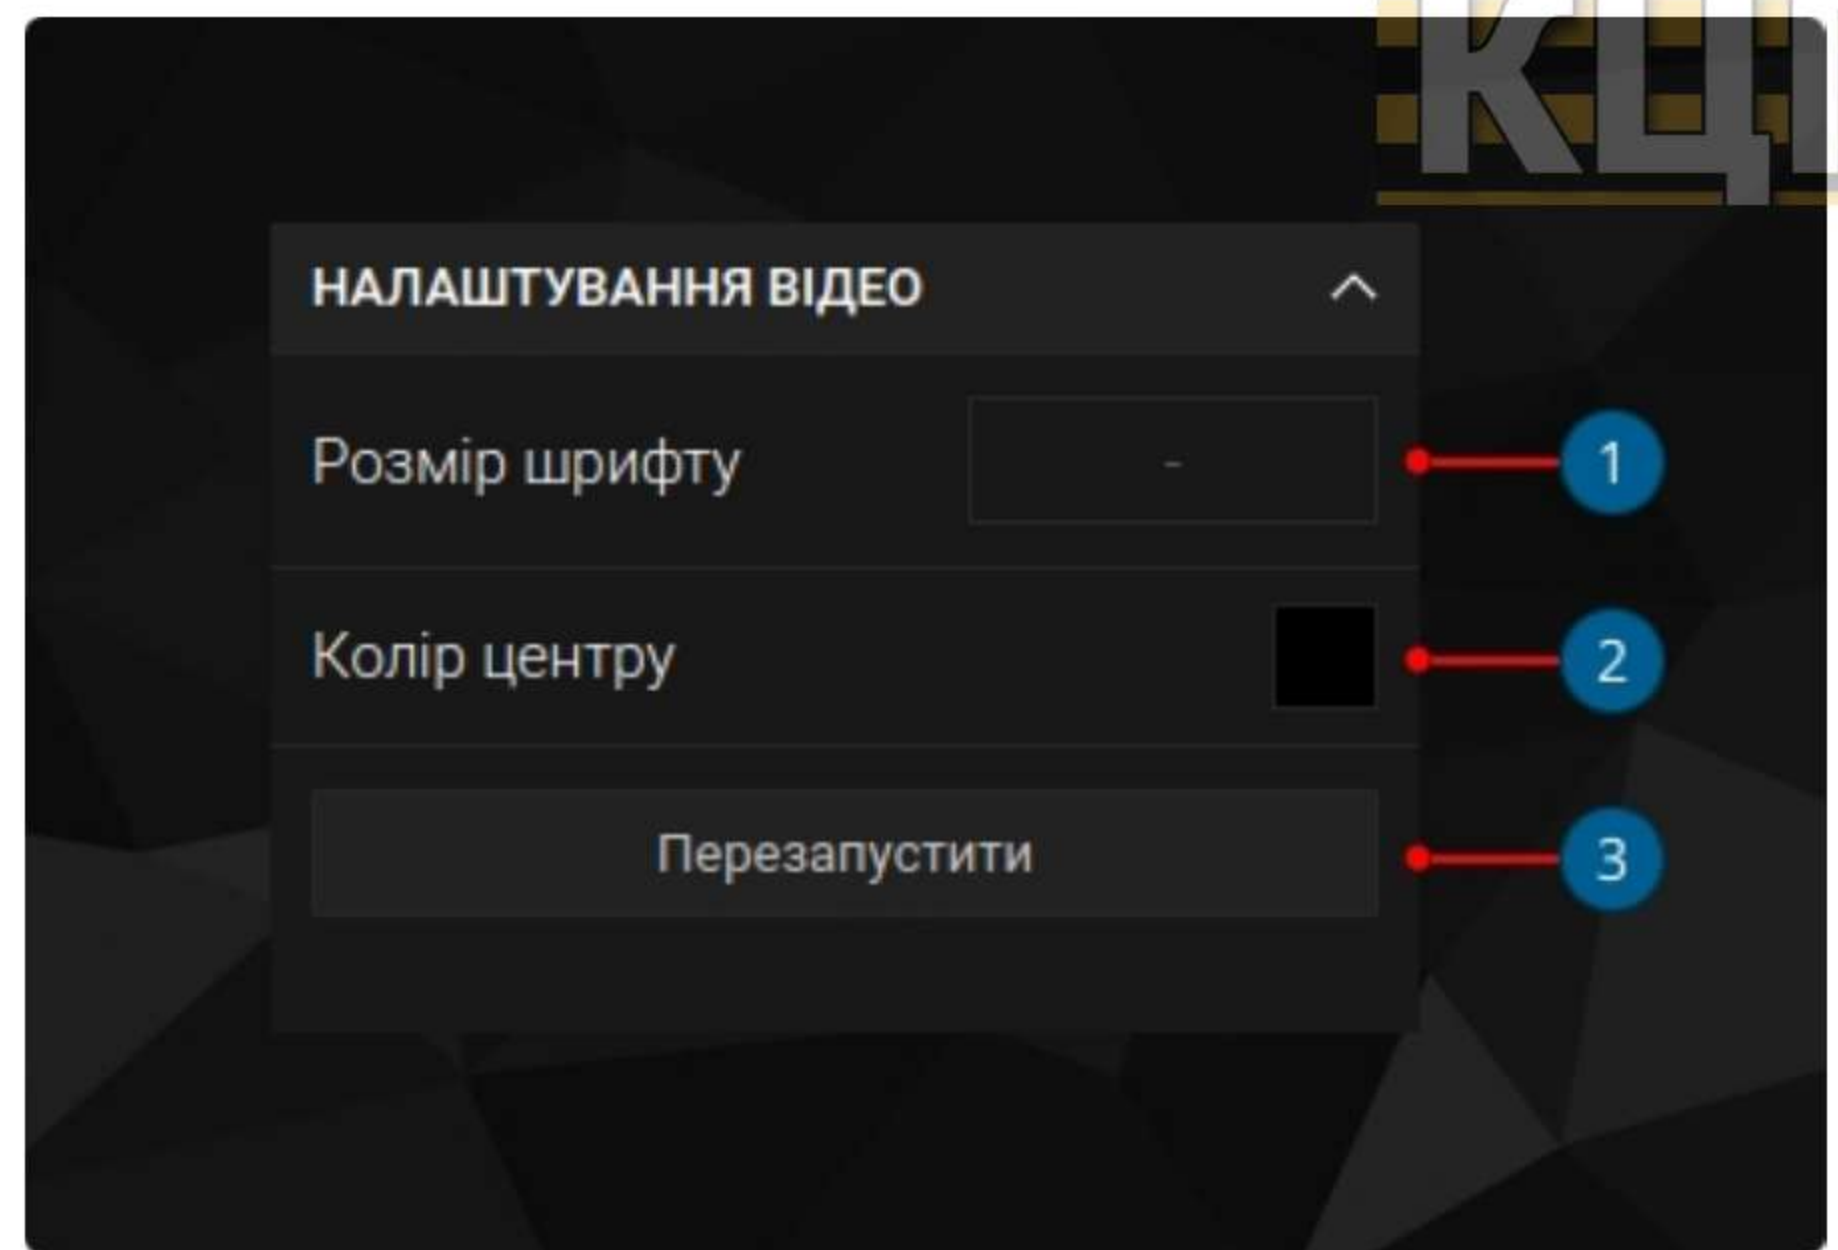 НАЛАШТУВАННЯ ВІДЕО
Розмір шрифту - 1
Колір центру 2
Перезапустити 3